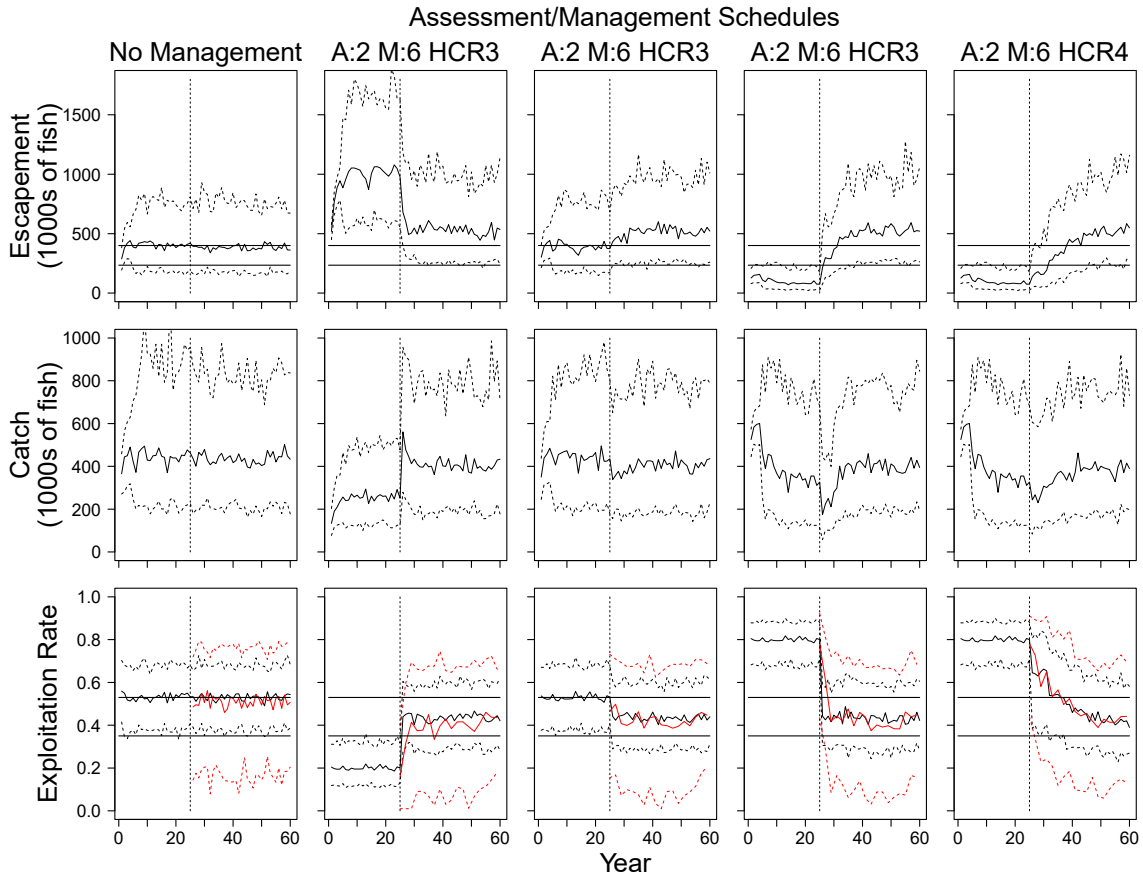 Assessment/Management Schedules
No Management A:2 M:6 HCR3 A:2 M:6 HCR3 A:2 M:6 HCR3 A:2 M:6 HCR4
Escapement
(1000s of fish)
1500
1000
500
0
Catch
(1000s of fish)
1000
800
600
400
200
0
Exploitation Rate
1.0
0.8
0.6
0.4
0.2
0.0
0 20 40 60 0 20 40 60 0 20 40 60 0 20 40 60 0 20 40 60
Year